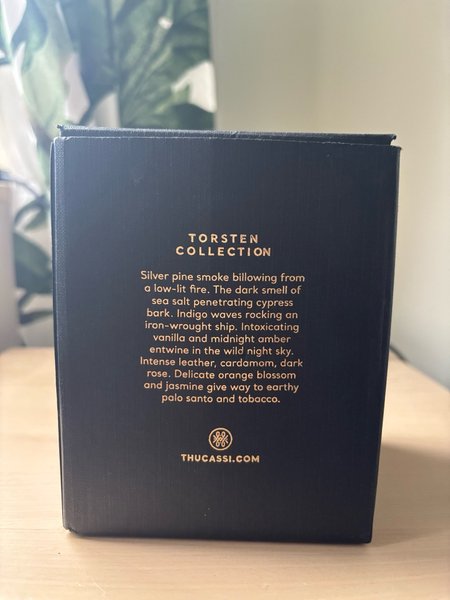 TORSTEN
COLLECTION
Silver pine smoke billowing from
a low-lit fire. The dark smell of
sea salt penetrating cypress
bark. Indigo waves rocking an
iron-wrought ship. Intoxicating
vanilla and midnight amber
entwine in the wild night sky.
Intense leather, cardamom, dark
rose. Delicate orange blossom
and jasmine give way to earthy
palo santo and tobacco.
THUCASSI.COM